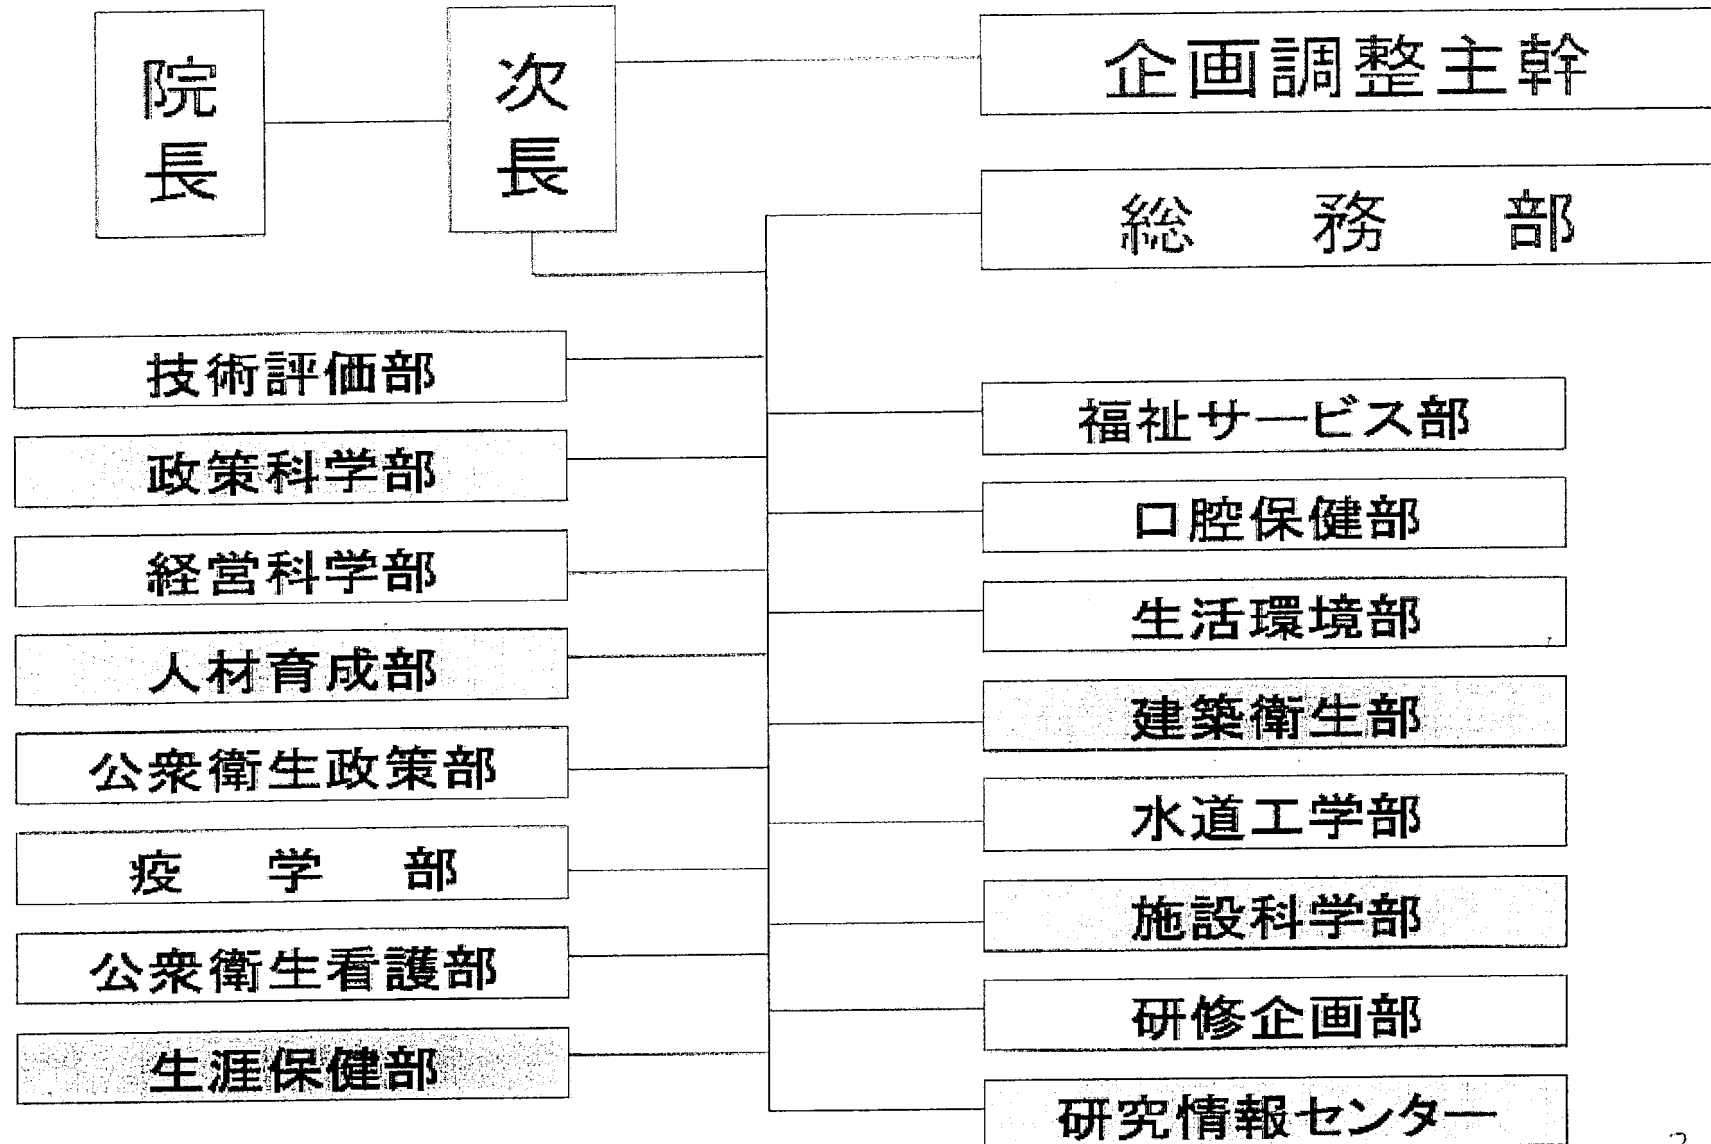 院長
次長
企画調整主幹
総務部
技術評価部
政策科学部
経営科学部
人材育成部
公衆衛生政策部
疫学部
公衆衛生看護部
生涯保健部
福祉サービス部
口腔保健部
生活環境部
建築衛生部
水道工学部
施設科学部
研修企画部
研究情報センター